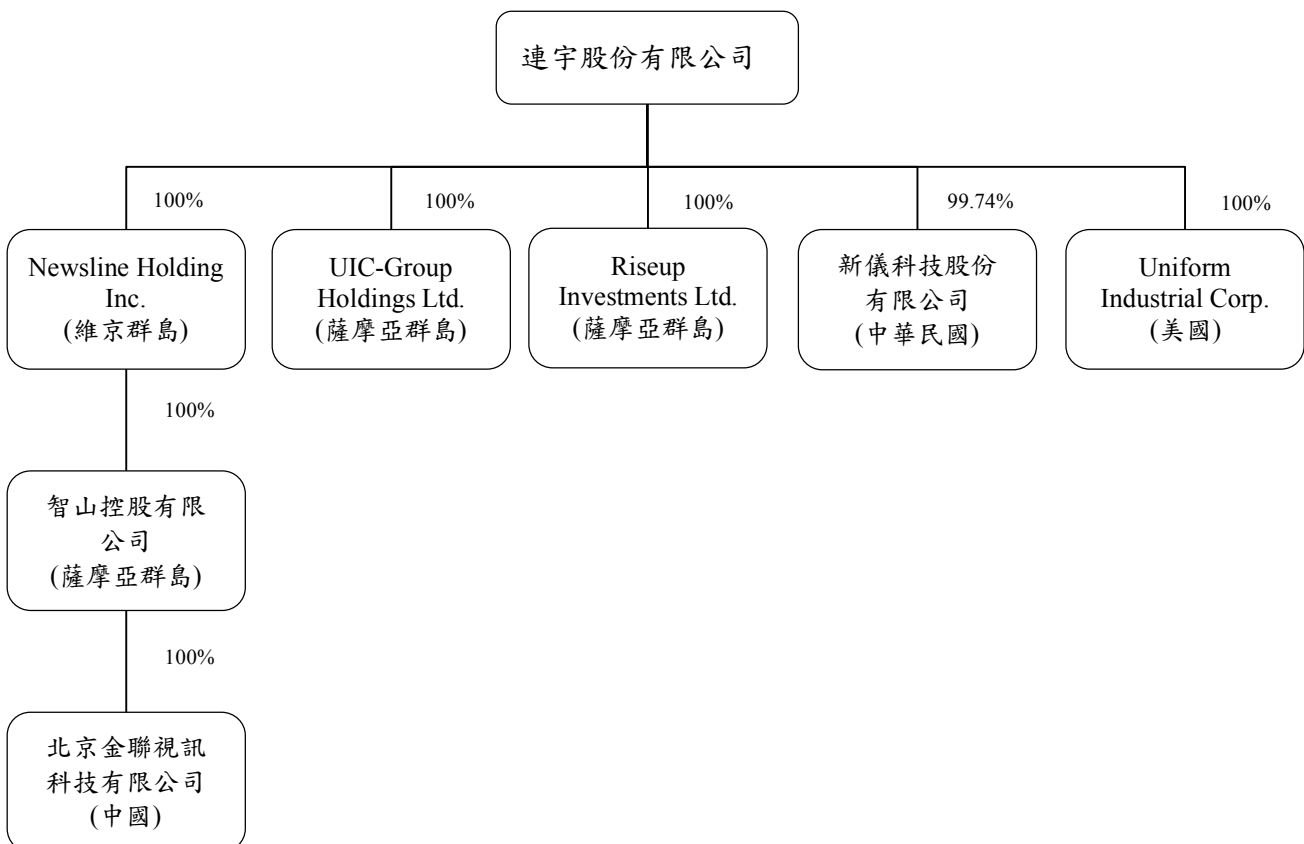 連宇股份有限公司
100%
100%
100%
99.74%
100%
Newsline Holding
Inc.
(維京群島)
UIC-Group
Holdings Ltd.
(薩摩亞群島)
Riseup
Investments Ltd.
(薩摩亞群島)
新儀科技股份
有限公司
(中華民國)
Uniform
Industrial Corp.
(美國)
100%
智山控股有限
公司
(薩摩亞群島)
100%
北京金聯視訊
科技有限公司
(中國)